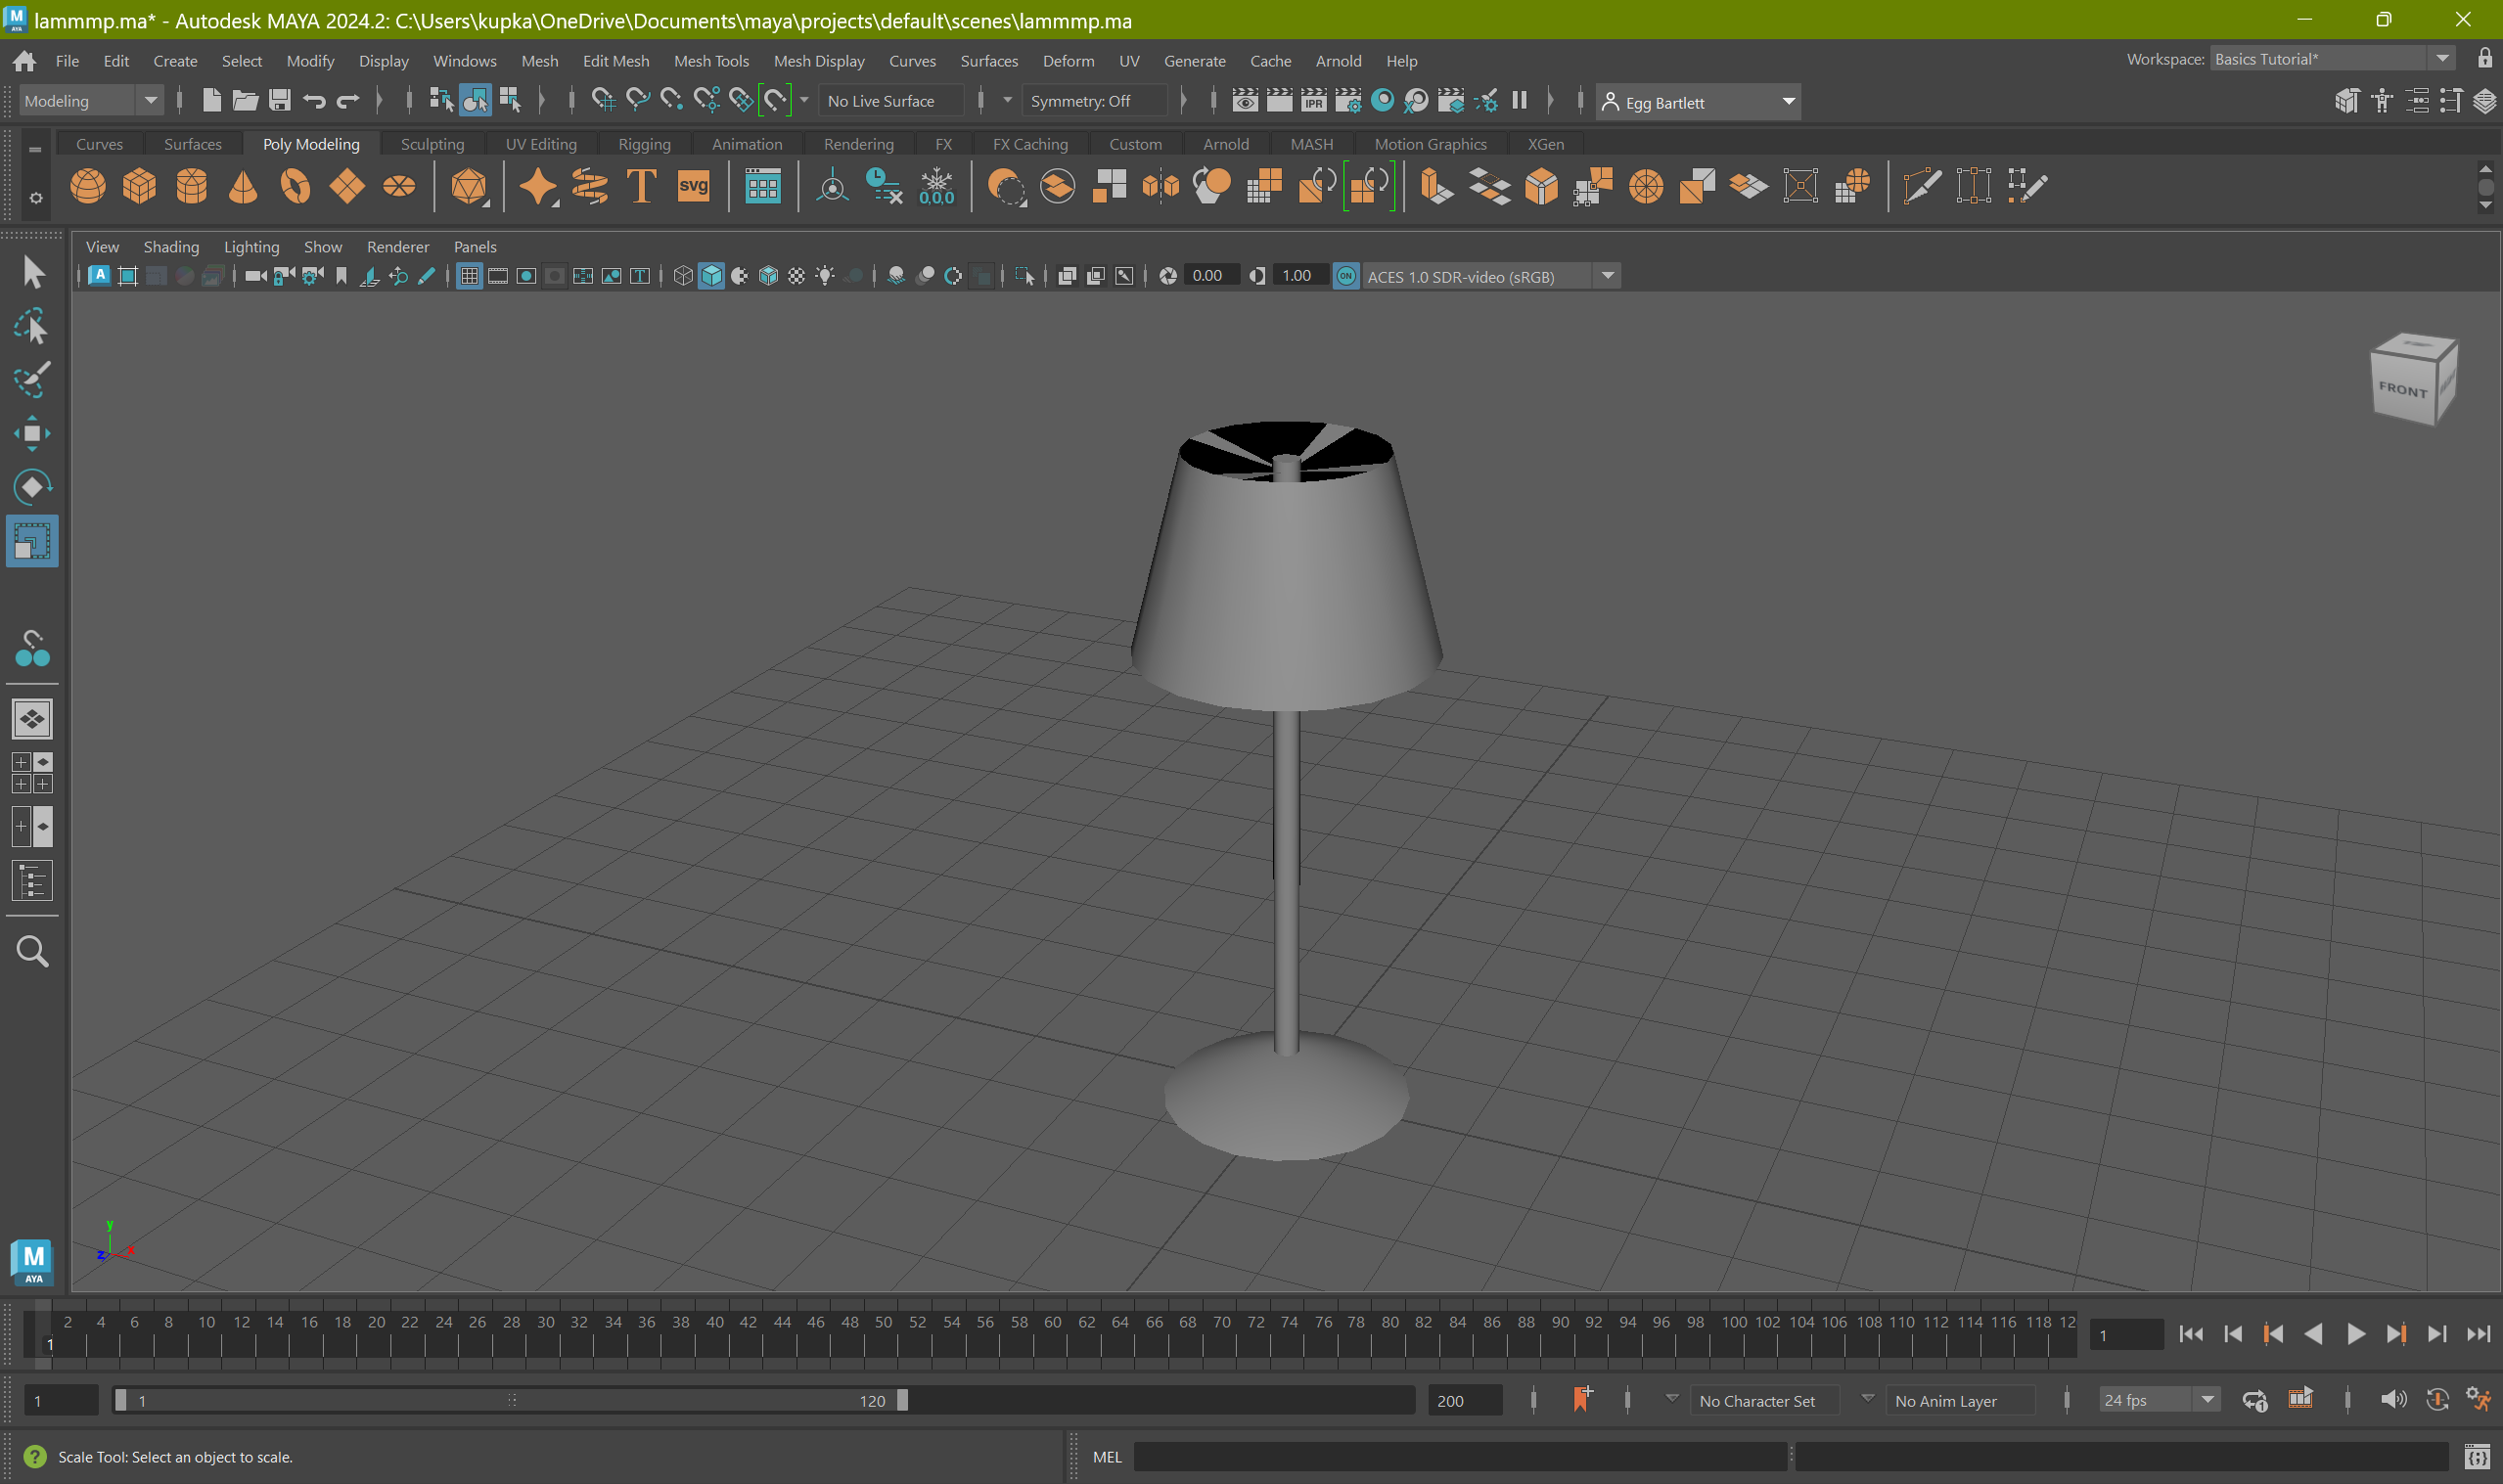 lammmp.ma* - Autodesk MAYA 2024.2: C:\Users\kupka\OneDrive\Documents\maya\projects\default\scenes\lammmp.ma
File Edit Create Select Modify Display Windows Mesh Edit Mesh Mesh Tools Mesh Display Curves Surfaces Deform UV Generate Cache Arnold Help Workspace: Basics Tutorial*
Modeling No Live Surface Symmetry: Off IPR Egg Bartlett
Curves Surfaces Poly Modeling Sculpting UV Editing Rigging Animation Rendering FX FX Caching Custom Arnold MASH Motion Graphics XGen
T svg 0,0,0
View Shading Lighting Show Renderer Panels
A T 0.00 1.00 ON ACES 1.0 SDR-video (sRGB)
FRONT
y
z x
M
AYA
2 4 6 8 10 12 14 16 18 20 22 24 26 28 30 32 34 36 38 40 42 44 46 48 50 52 54 56 58 60 62 64 66 68 70 72 74 76 78 80 82 84 86 88 90 92 94 96 98 100 102 104 106 108 110 112 114 116 118 12
1 1
1 1 120 200 No Character Set No Anim Layer 24 fps
? Scale Tool: Select an object to scale. MEL